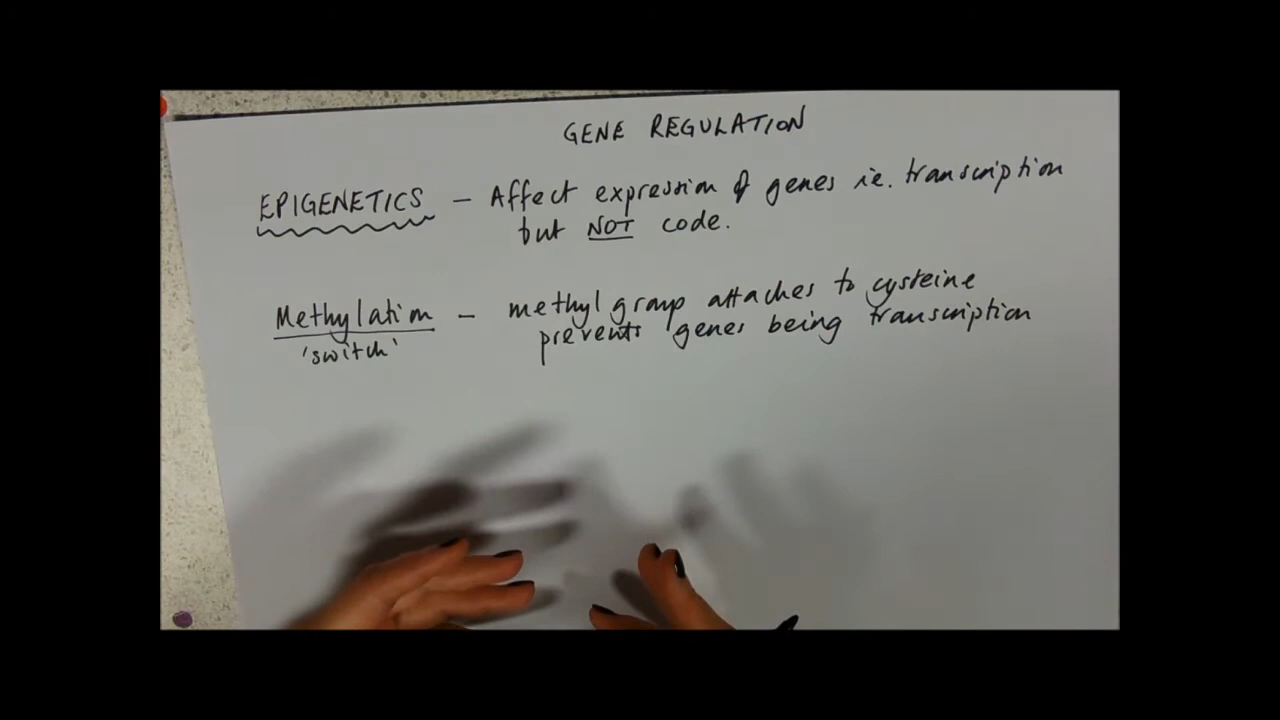 GENE REGULATION
EPIGENETICS - Affect expression of genes ie. transcription
but NOT code.
Methylation - methyl group attaches to cysteine
'switch' prevents genes being transcription